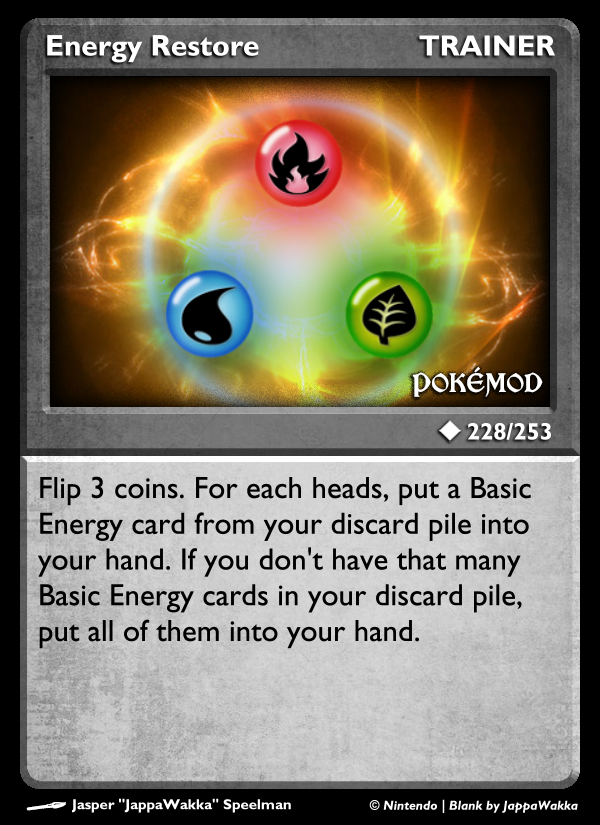 Energy Restore TRAINER
POKÉMOD
228/253
Flip 3 coins. For each heads, put a Basic
Energy card from your discard pile into
your hand. If you don't have that many
Basic Energy cards in your discard pile,
put all of them into your hand.
Jasper "JappaWakka" Speelman © Nintendo | Blank by JappaWakka